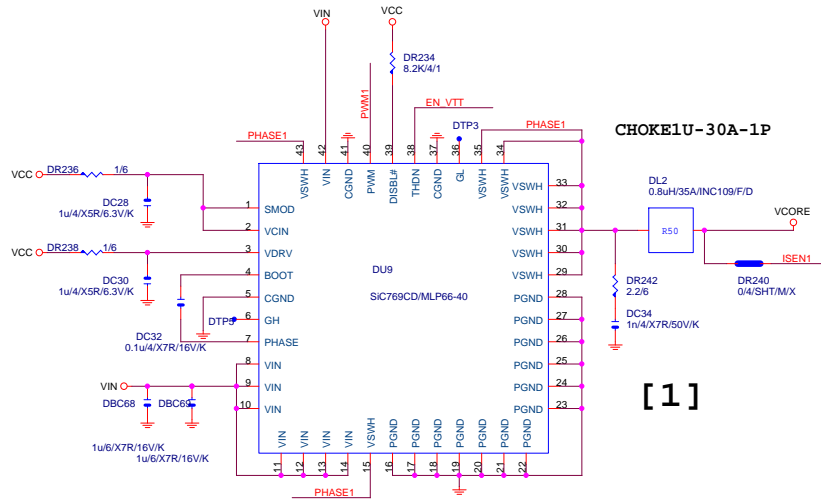 VIN
VCC
DR234
8.2K/4/1
PWM1
EN_VTT
DTP3
PHASE1
PHASE1
CHOKE1U-30A-1P
43
42
41
40
39
38
37
36
35
34
SWH
VIN
CGND
PWM
DISBL#
THDN
CGND
GL
VSWH
VSWH
VCC
DR236
1/6
DC28
1u/4/X5R/6.3V/K
VCC
DR238
1/6
DC30
1u/4/X5R/6.3V/K
DC32
0.1u/4/X7R/16V/K
DTP5
VIN
DBC68
DBC69
1u/6/X7R/16V/K
1u/6/X7R/16V/K
1 SMOD
2 VCIN
3 VDRV
4 BOOT
5 CGND
6 GH
7 PHASE
8 VIN
9 VIN
10 VIN
DU9
SiC769CD/MLP66-40
VSWH 33
VSWH 32
VSWH 31
VSWH 30
VSWH 29
PGND 28
PGND 27
PGND 26
PGND 25
PGND 24
PGND 23
VIN
VIN
VIN
VIN
VSWH
PGND
PGND
PGND
PGND
PGND
PGND
PGND
11
12
13
14
15
16
17
18
19
20
21
22
PHASE1
DL2
0.8uH/35A/INC109/F/D
R50
VCORE
ISEN1
DR240
0/4/SHT/M/X
DR242
2.2/6
DC34
1n/4/X7R/50V/K
[1]